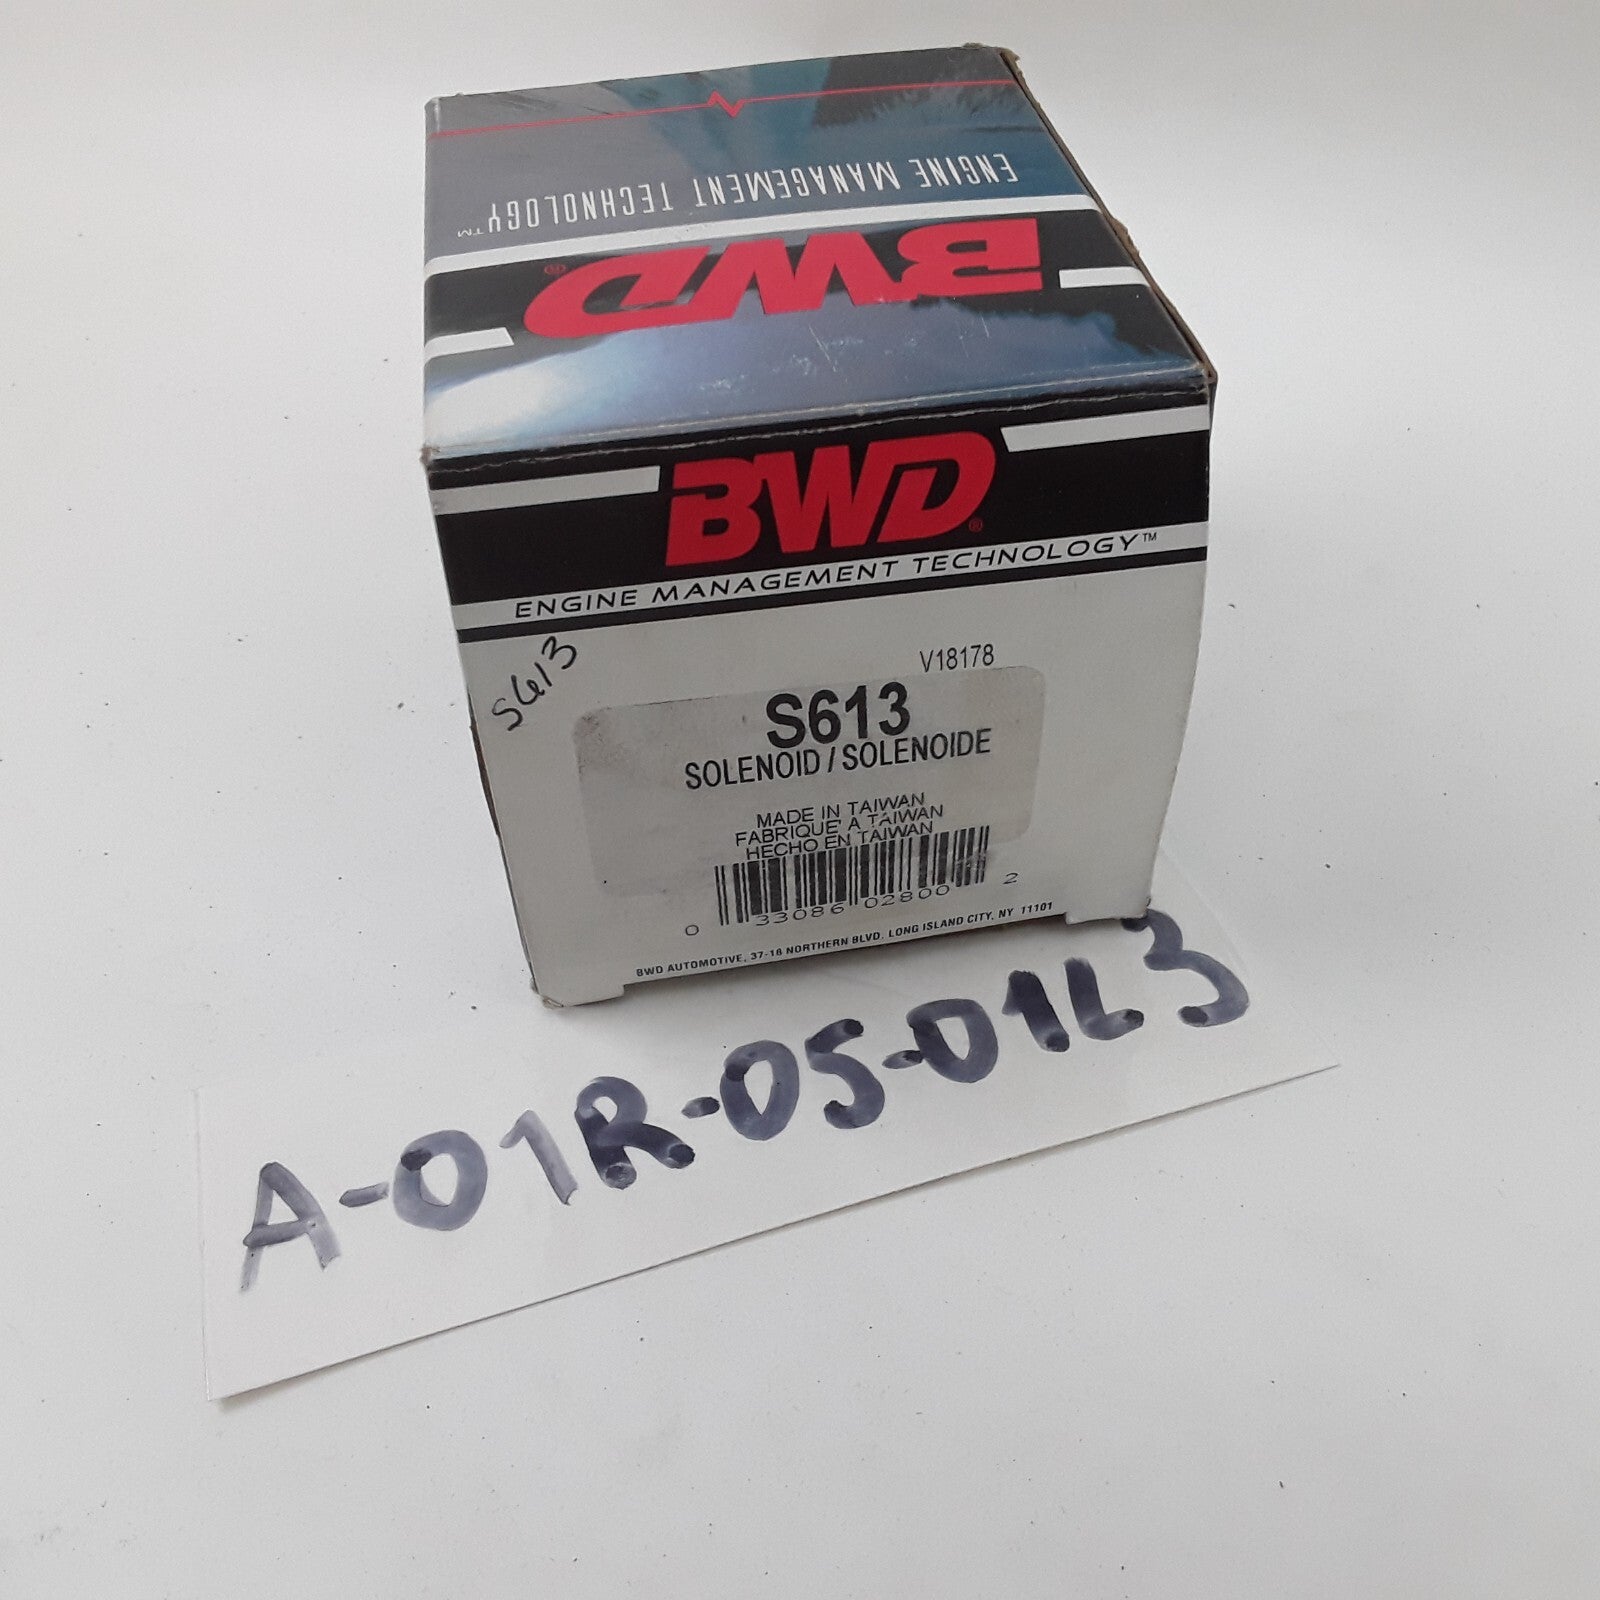 ENGINE MANAGEMENT TECHNOLOGY™
BWD®
BWD®
ENGINE MANAGEMENT TECHNOLOGY™
S613
V18178
S613
SOLENOID / SOLENOIDE
MADE IN TAIWAN
FABRIQUE' A TAIWAN
HECHO EN TAIWAN
0 33086 02800 2
BWD AUTOMOTIVE, 37-18 NORTHERN BLVD. LONG ISLAND CITY, NY 11101
A-01R-05-01L3